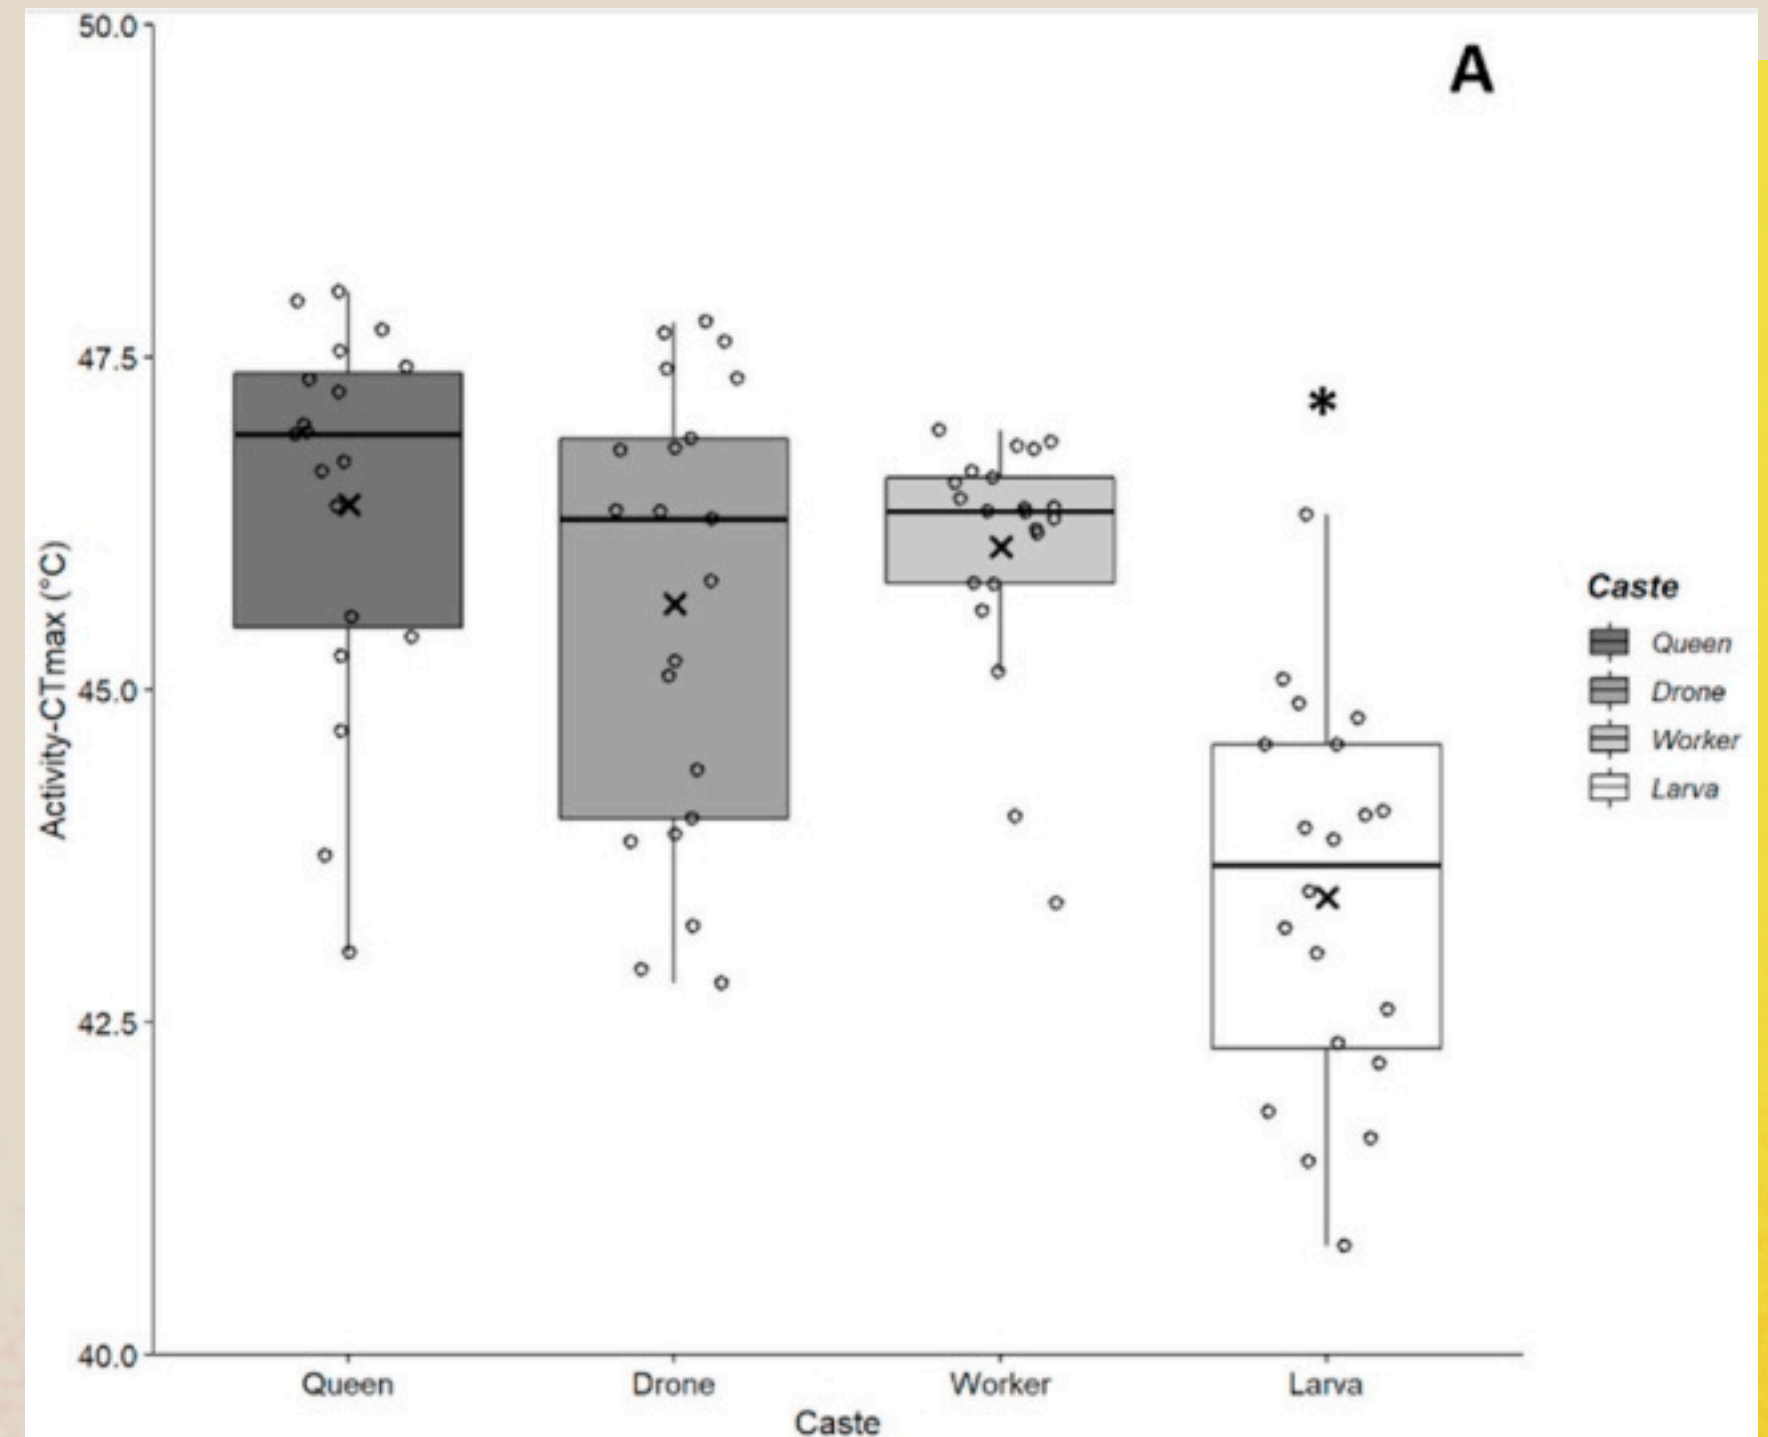 A
50.0
47.5
45.0
42.5
40.0
Activity-CTmax (°C)
*
Queen
Drone
Worker
Larva
Caste
Caste
Queen
Drone
Worker
Larva